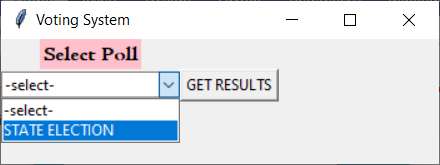 Voting System
Select Poll
-select- GET RESULTS
-select-
STATE ELECTION